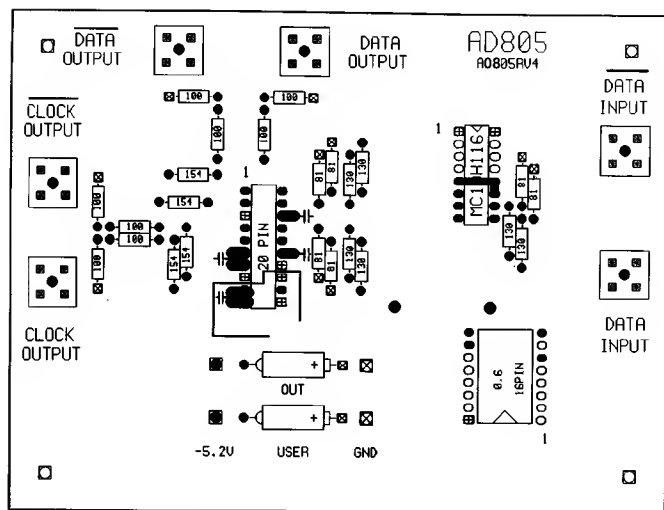 DATA
OUTPUT
DATA
OUTPUT
AD805
AD805RV4
DATA
INPUT
CLOCK
OUTPUT
100
100
100
100
1
MC10H116
154
1
81
81
130
130
81
81
154
100
20 PIN
100
100
130
130
100
154
154
81
81
130
130
CLOCK
OUTPUT
DATA
INPUT
0.6
16PIN
OUT
1
-5.2V
USER
GND